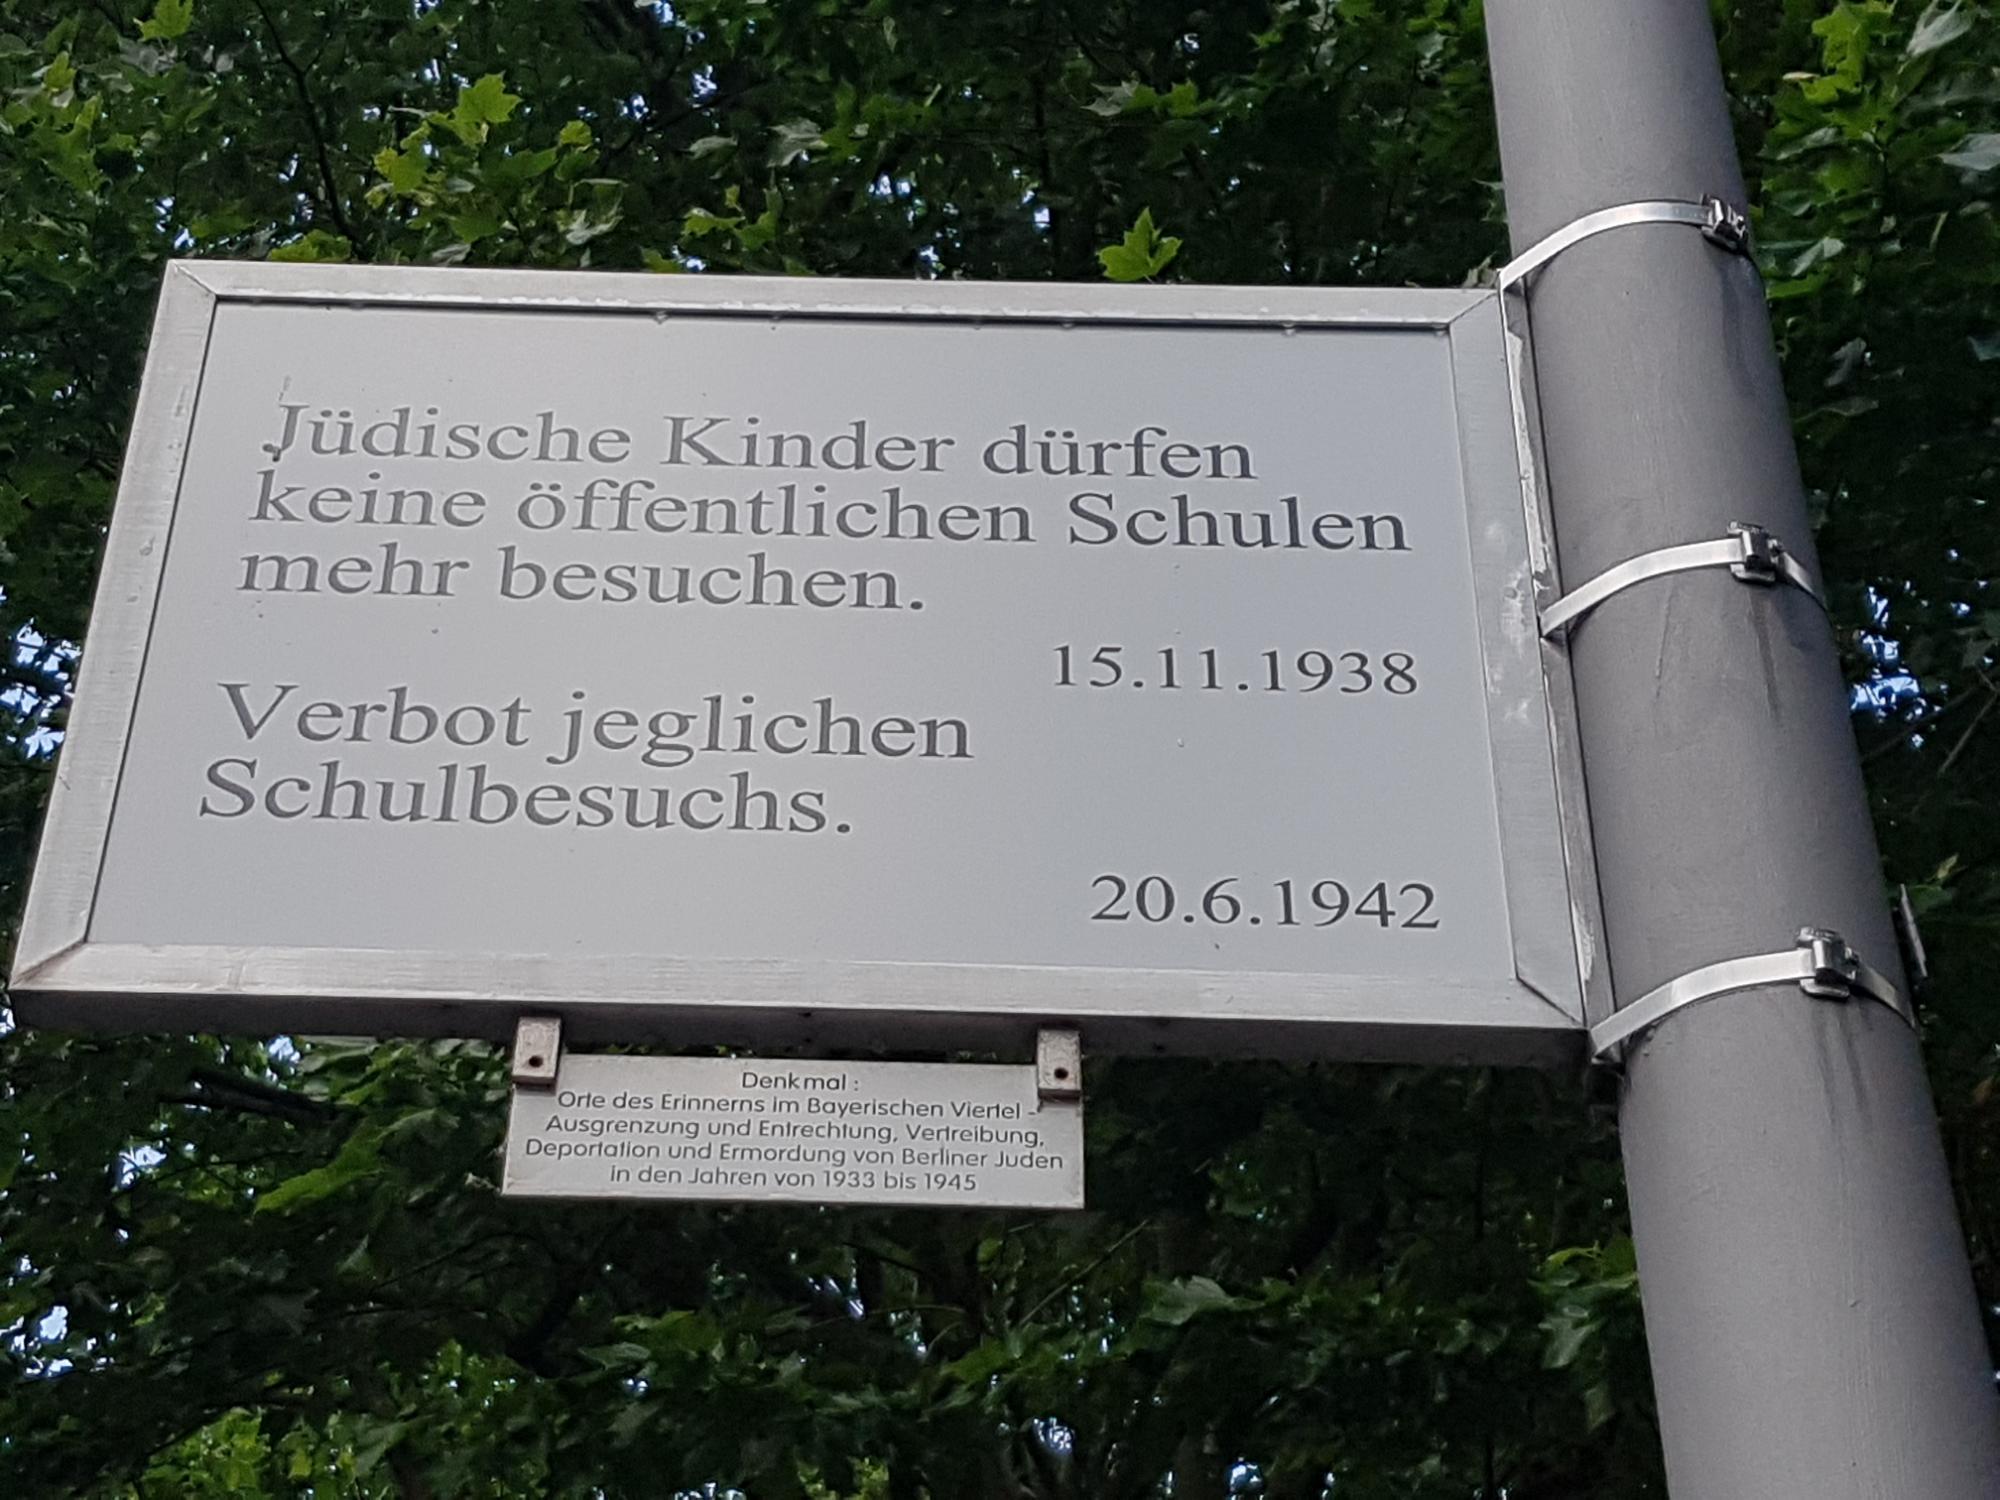 Jüdische Kinder dürfen
keine öffentlichen Schulen
mehr besuchen.
15.11.1938
Verbot jeglichen
Schulbesuchs.
20.6.1942
Denkmal :
Orte des Erinnerns im Bayerischen Viertel -
Ausgrenzung und Entrechtung, Vertreibung,
Deportation und Ermordung von Berliner Juden
in den Jahren von 1933 bis 1945